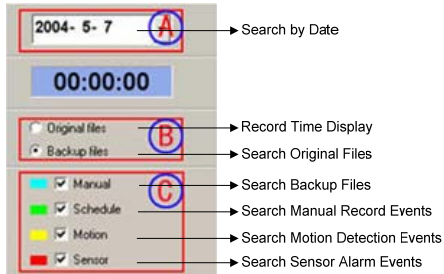 2004- 5- 7 A Search by Date
00:00:00
Original files B Record Time Display
Backup files Search Original Files
Manual C Search Backup Files
Schedule Search Manual Record Events
Motion Search Motion Detection Events
Sensor Search Sensor Alarm Events